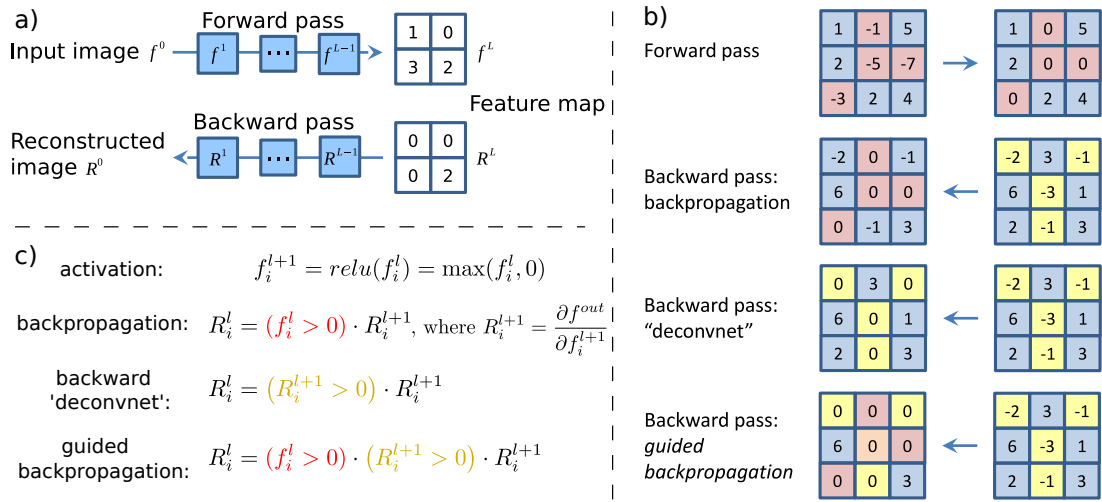 a)
Forward pass
Input image f^0
f^1 ... f^{L-1}
1 0
3 2
f^L
Feature map
Backward pass
Reconstructed
image R^0
R^1 ... R^{L-1}
0 0
0 2
R^L
c)
activation: f_i^{l+1} = relu(f_i^l) = max(f_i^l, 0)
backpropagation: R_i^l = (f_i^l > 0) · R_i^{l+1}, where R_i^{l+1} = ∂f^{out} / ∂f_i^{l+1}
backward
'deconvnet': R_i^l = (R_i^{l+1} > 0) · R_i^{l+1}
guided
backpropagation: R_i^l = (f_i^l > 0) · (R_i^{l+1} > 0) · R_i^{l+1}
b)
Forward pass
1 -1 5
2 -5 -7
-3 2 4
1 0 5
2 0 0
0 2 4
Backward pass:
backpropagation
-2 0 -1
6 0 0
0 -1 3
-2 3 -1
6 -3 1
2 -1 3
Backward pass:
“deconvnet”
0 3 0
6 0 1
2 0 3
-2 3 -1
6 -3 1
2 -1 3
Backward pass:
guided
backpropagation
0 0 0
6 0 0
0 0 3
-2 3 -1
6 -3 1
2 -1 3